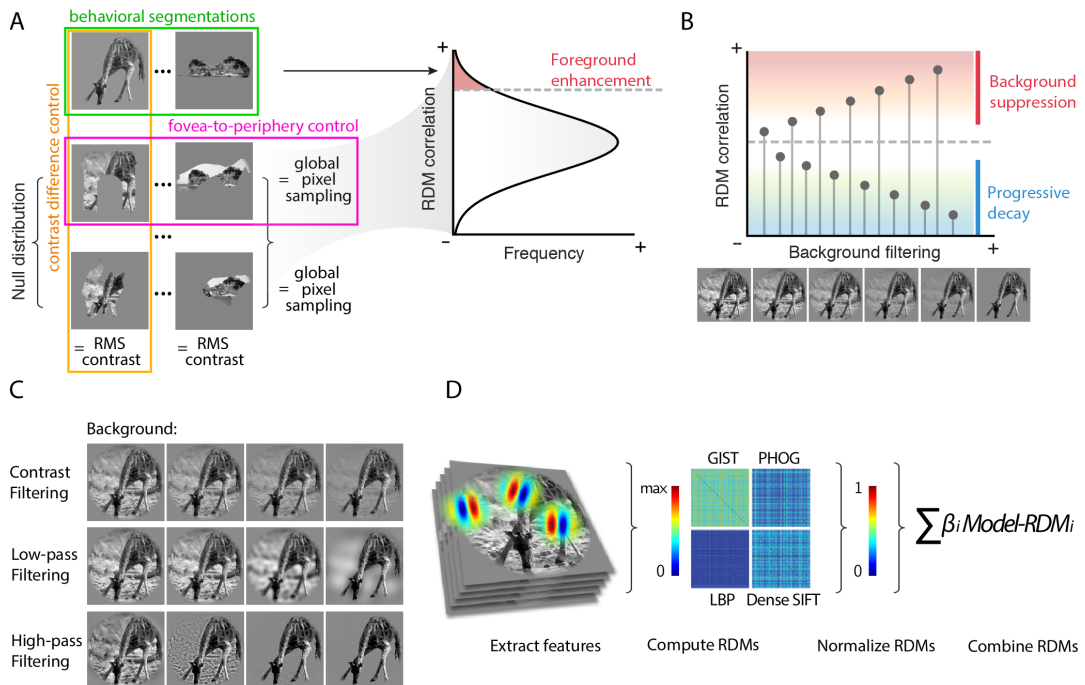 A
behavioral segmentations
...
contrast difference control
fovea-to-periphery control
Null distribution
...
= global
pixel
sampling
...
...
= global
pixel
sampling
= RMS
contrast
= RMS
contrast
+
Foreground
enhancement
RDM correlation
–
Frequency
+
B
+
RDM correlation
Background
suppression
Progressive
decay
–
Background filtering
+
C
Background:
Contrast
Filtering
Low-pass
Filtering
High-pass
Filtering
D
GIST PHOG
max
0
LBP Dense SIFT
1
0
∑ βi Model-RDMi
Extract features
Compute RDMs
Normalize RDMs
Combine RDMs